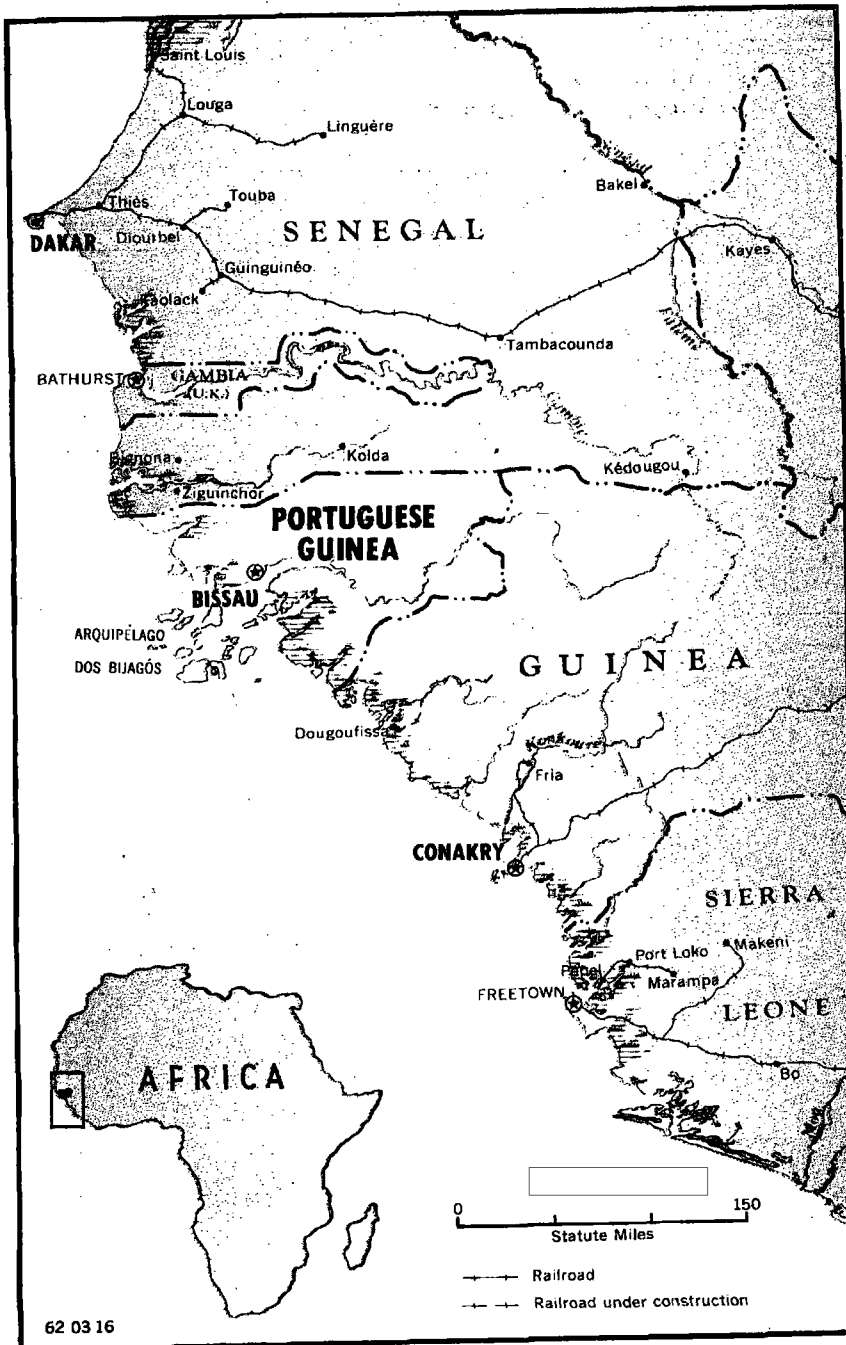 Saint Louis
Louga
Linguère
Bakel
Thiès
Touba
DAKAR
Diourbel
SENEGAL
Kayes
Guinguinéo
Kaolack
Tambacounda
BATHURST
GAMBIA
(U.K.)
Bignona
Kolda
Kédougou
Ziguinchor
PORTUGUESE
GUINEA
BISSAU
ARQUIPÉLAGO
DOS BIJAGÓS
GUINEA
Dougoufissa
Fria
CONAKRY
SIERRA
Makeni
Port Loko
Pepel
Marampa
FREETOWN
LEONE
AFRICA
Bo
0 150
Statute Miles
Railroad
Railroad under construction
62 03 16